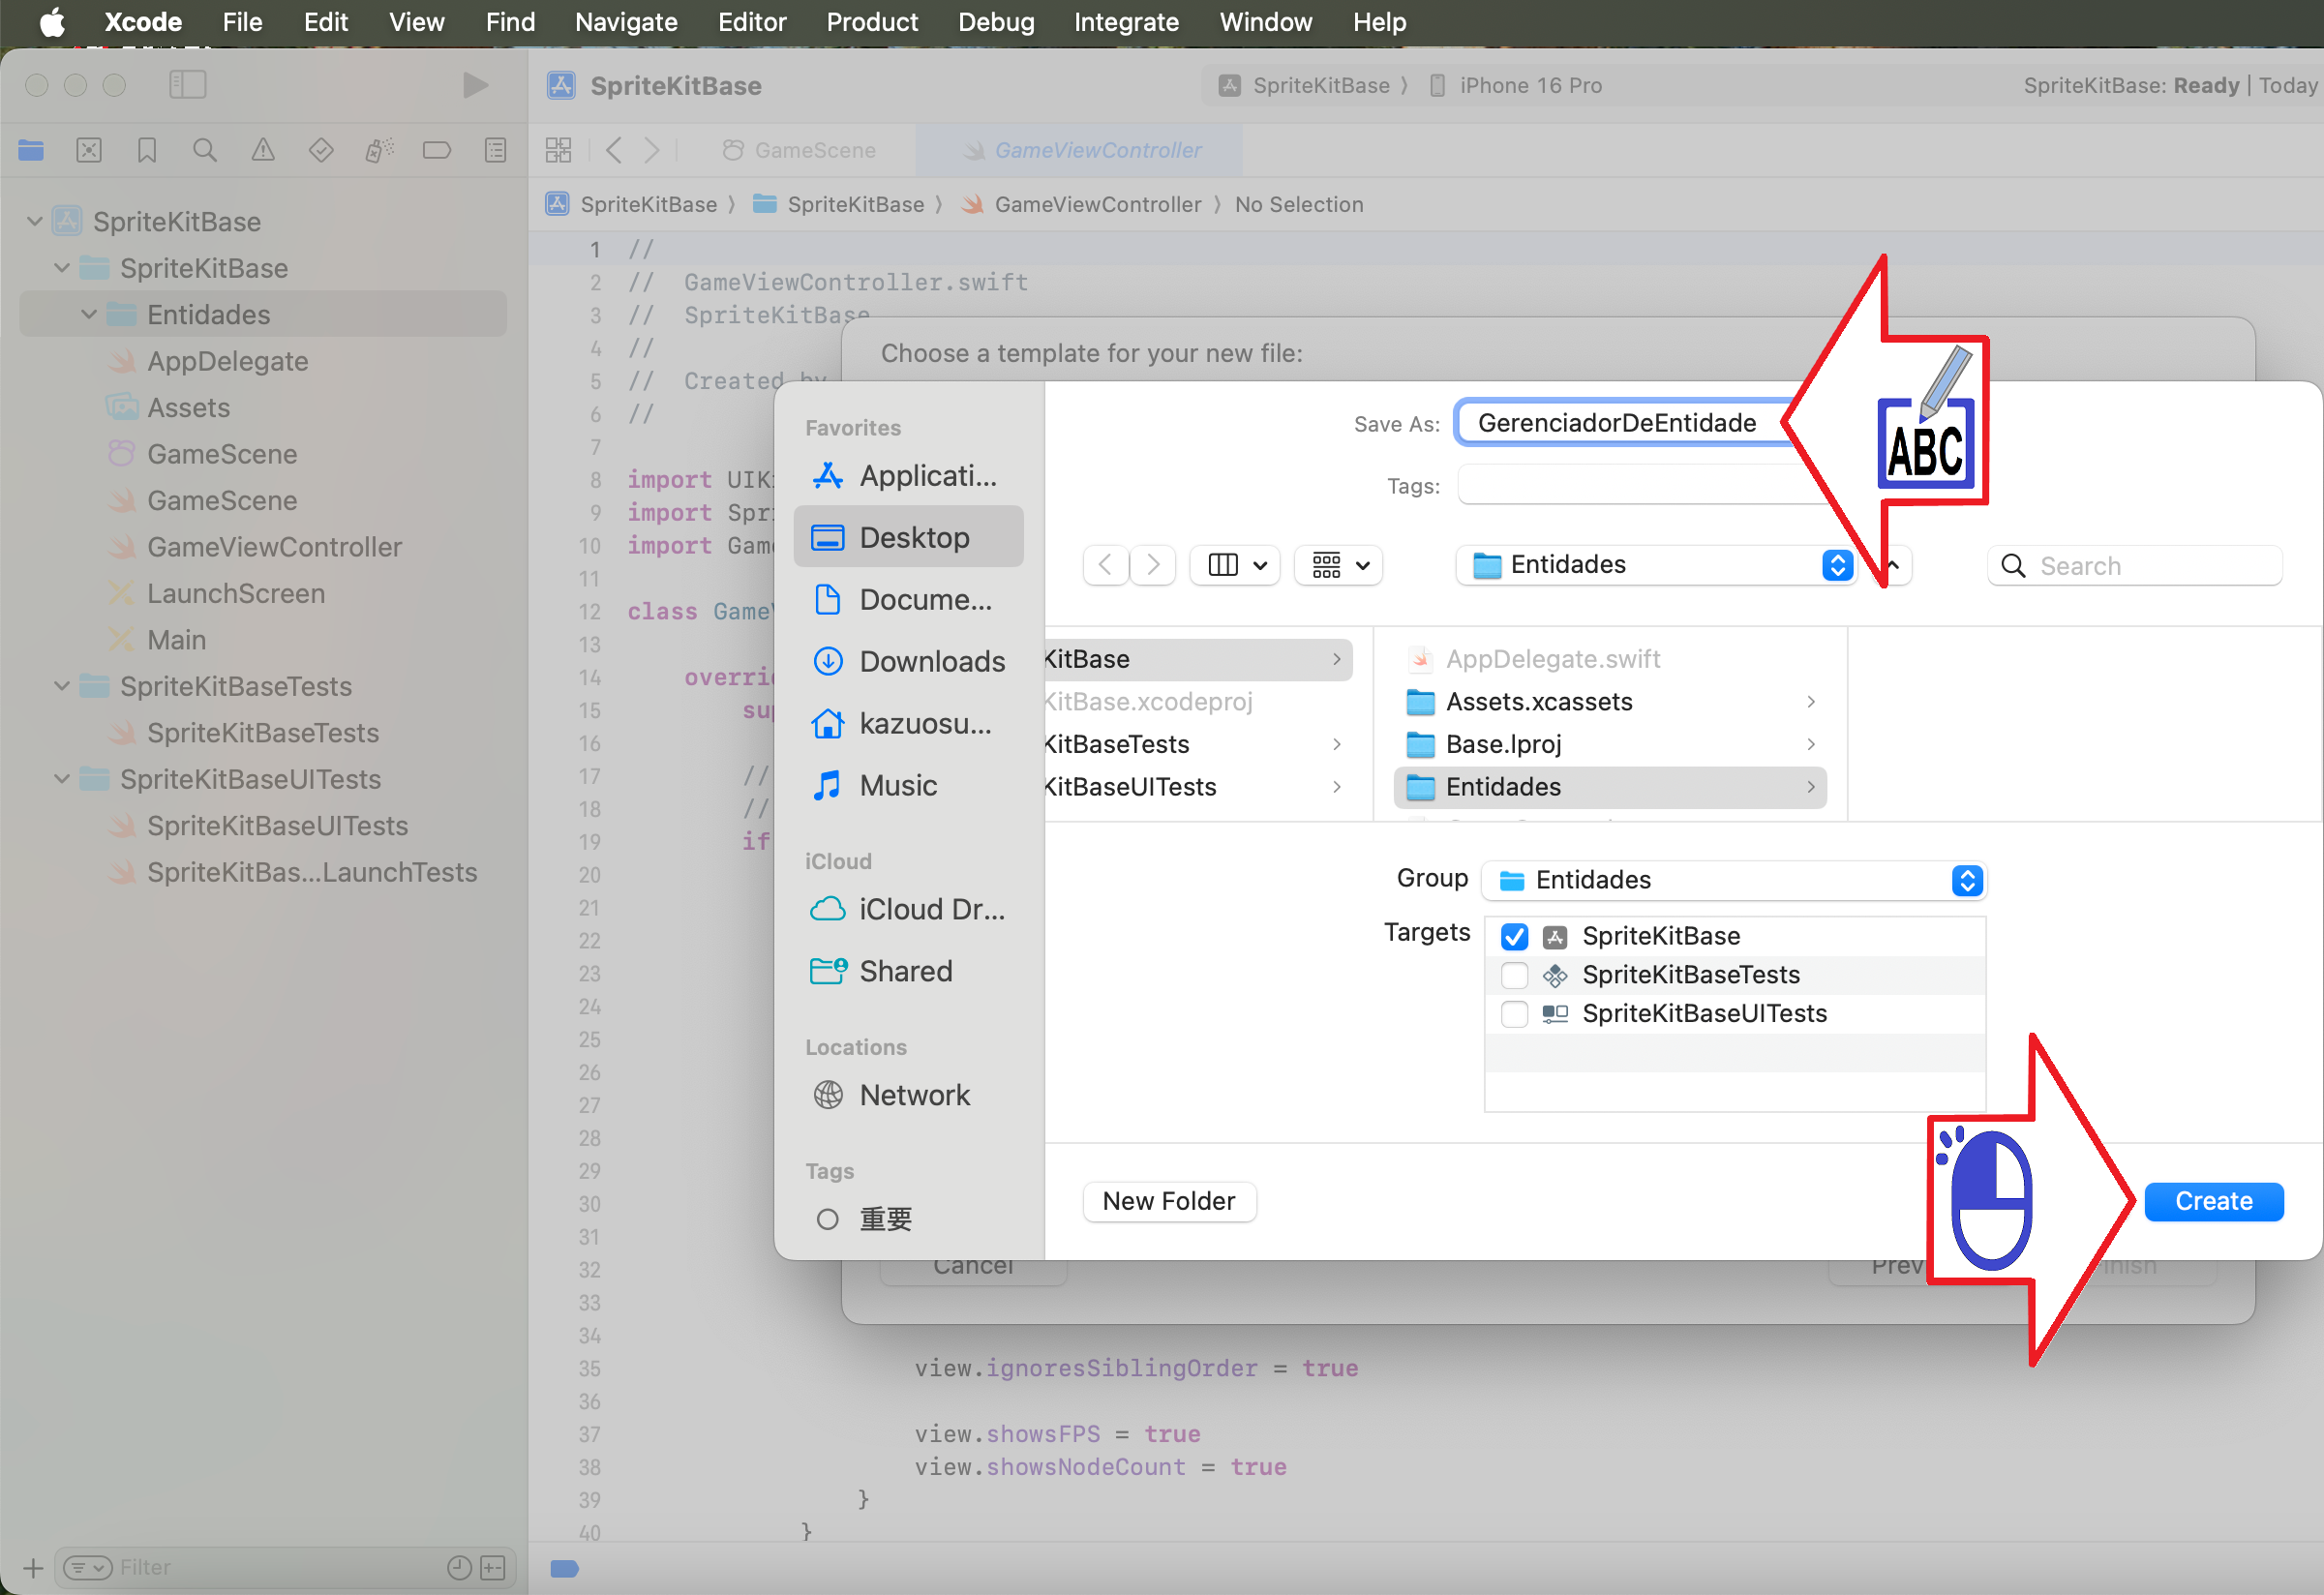 Xcode File Edit View Find Navigate Editor Product Debug Integrate Window Help
SpriteKitBase
SpriteKitBase 〉 iPhone 16 Pro
SpriteKitBase: Ready | Today
GameScene
GameViewController
SpriteKitBase 〉 SpriteKitBase 〉 GameViewController 〉 No Selection
SpriteKitBase
SpriteKitBase
Entidades
AppDelegate
Assets
GameScene
GameScene
GameViewController
LaunchScreen
Main
SpriteKitBaseTests
SpriteKitBaseTests
SpriteKitBaseUITests
SpriteKitBaseUITests
SpriteKitBas...LaunchTests
Filter
1 //
2 // GameViewController.swift
3 // SpriteKitBase
4 //
5 // Created by
6 //
7
8 import UIKi
9 import Spri
10 import Game
11
12 class GameV
13
14 overri
15 sup
16
17 //
18 //
19 if
20
21
22
23
24
25
26
27
28
29
30
31
32
33
34
35 view.ignoresSiblingOrder = true
36
37 view.showsFPS = true
38 view.showsNodeCount = true
39 }
40 }
Choose a template for your new file:
Favorites
Applicati...
Desktop
Docume...
Downloads
kazuosu...
Music
iCloud
iCloud Dr...
Shared
Locations
Network
Tags
重要
Save As: GerenciadorDeEntidade
Tags:
ABC
Entidades
Search
KitBase
KitBase.xcodeproj
KitBaseTests
KitBaseUITests
AppDelegate.swift
Assets.xcassets
Base.lproj
Entidades
Group Entidades
Targets SpriteKitBase
SpriteKitBaseTests
SpriteKitBaseUITests
New Folder
Create
Cancel
Prev
inish